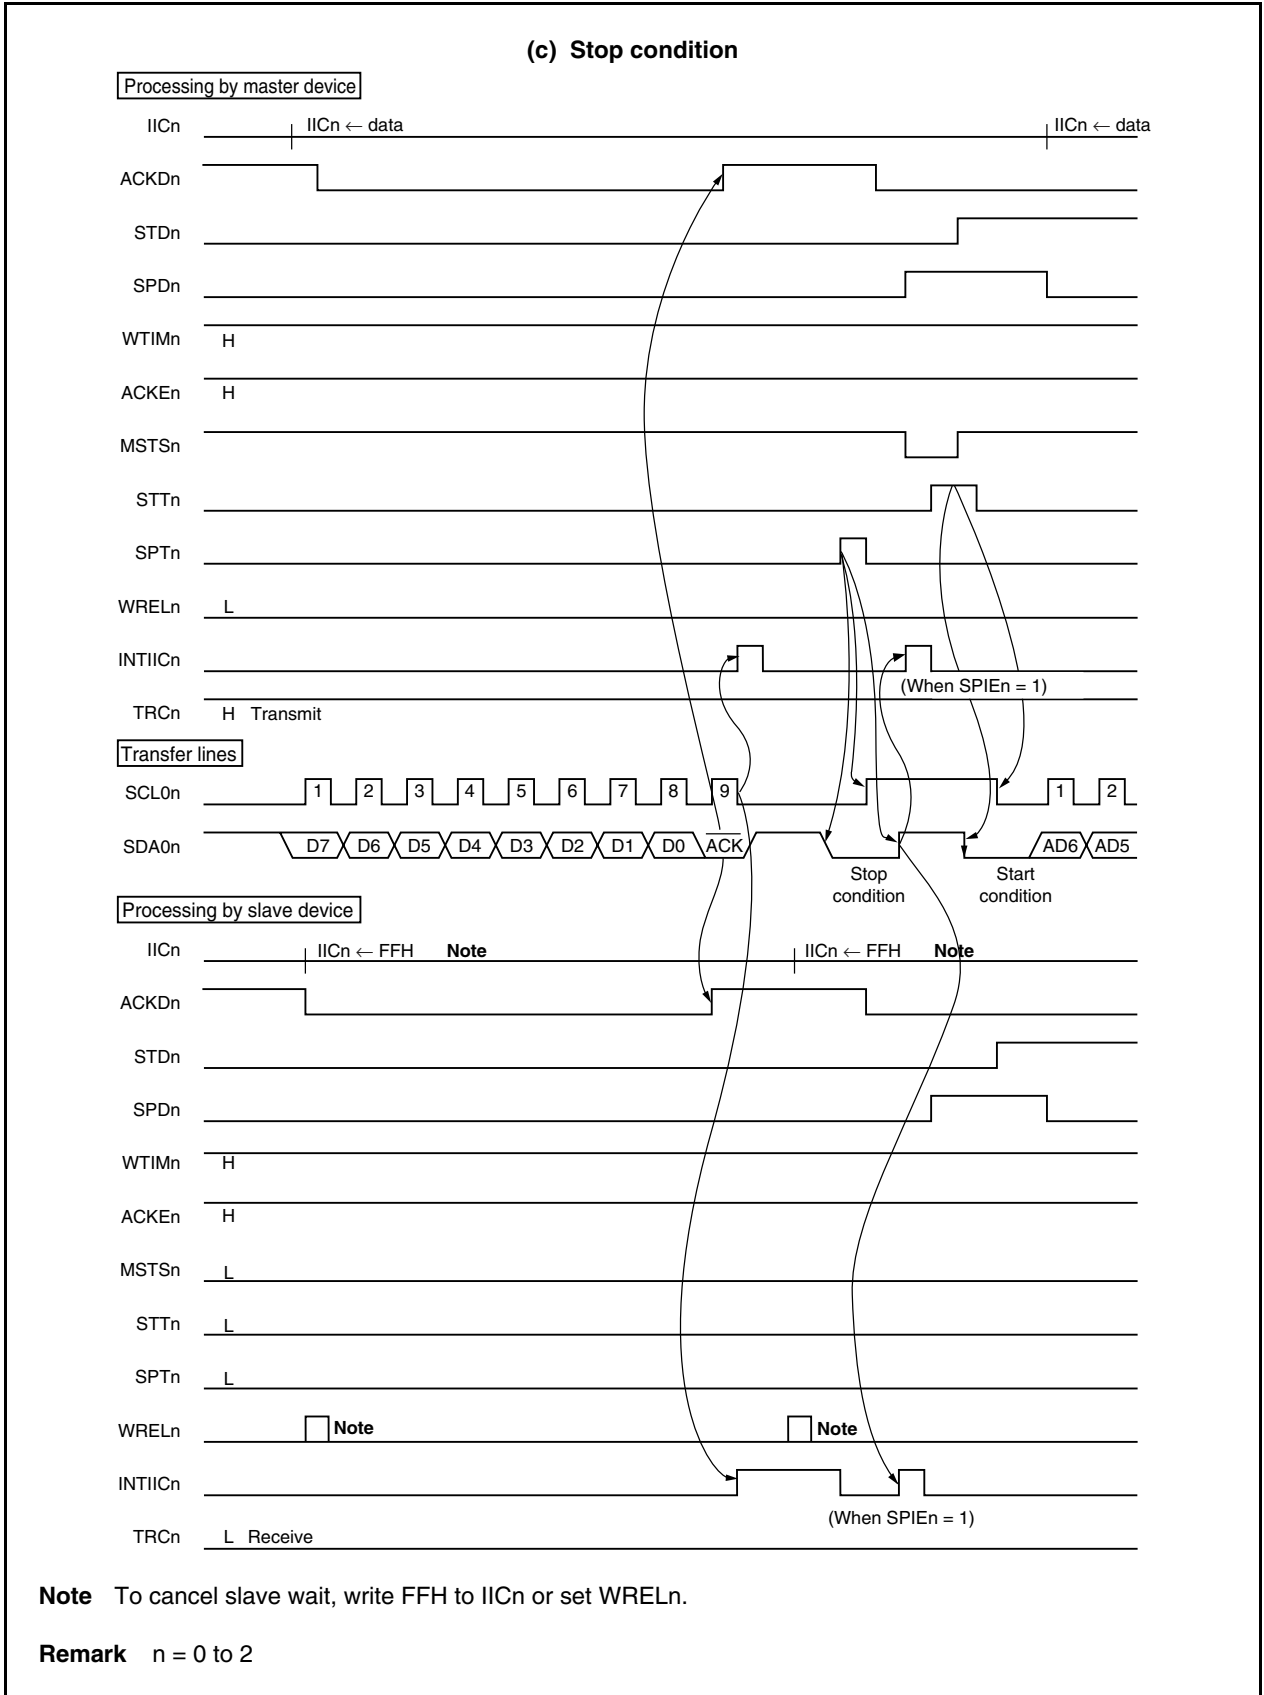 (c) Stop condition
Processing by master device
IICn
IICn ← data
IICn ← data
ACKDn
STDn
SPDn
WTIMn
H
ACKEn
H
MSTSn
STTn
SPTn
WRELn
L
INTIICn
(When SPIEn = 1)
TRCn
H Transmit
Transfer lines
SCL0n
1 2 3 4 5 6 7 8 9 1 2
SDA0n
D7 D6 D5 D4 D3 D2 D1 D0 ACK AD6 AD5
Stop condition
Start condition
Processing by slave device
IICn
IICn ← FFH Note
IICn ← FFH Note
ACKDn
STDn
SPDn
WTIMn
H
ACKEn
H
MSTSn
L
STTn
L
SPTn
L
WRELn
Note
Note
INTIICn
(When SPIEn = 1)
TRCn
L Receive
Note To cancel slave wait, write FFH to IICn or set WRELn.
Remark n = 0 to 2